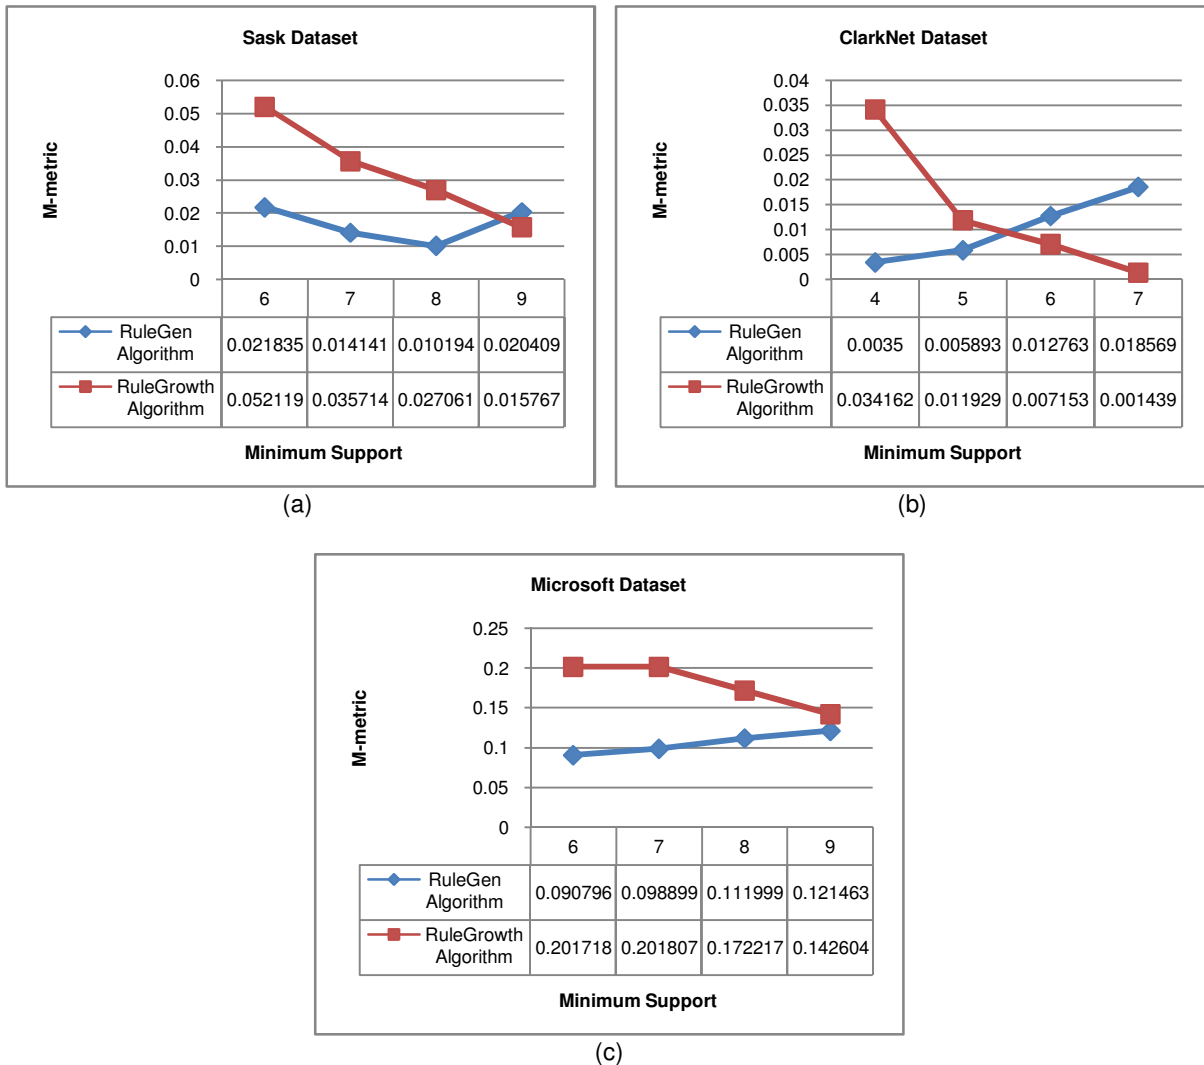 Sask Dataset
M-metric
0.06
0.05
0.04
0.03
0.02
0.01
0
6 7 8 9
RuleGen
Algorithm
0.021835 0.014141 0.010194 0.020409
RuleGrowth
Algorithm
0.052119 0.035714 0.027061 0.015767
Minimum Support
(a)
ClarkNet Dataset
M-metric
0.04
0.035
0.03
0.025
0.02
0.015
0.01
0.005
0
4 5 6 7
RuleGen
Algorithm
0.0035 0.005893 0.012763 0.018569
RuleGrowth
Algorithm
0.034162 0.011929 0.007153 0.001439
Minimum Support
(b)
Microsoft Dataset
M-metric
0.25
0.2
0.15
0.1
0.05
0
6 7 8 9
RuleGen
Algorithm
0.090796 0.098899 0.111999 0.121463
RuleGrowth
Algorithm
0.201718 0.201807 0.172217 0.142604
Minimum Support
(c)